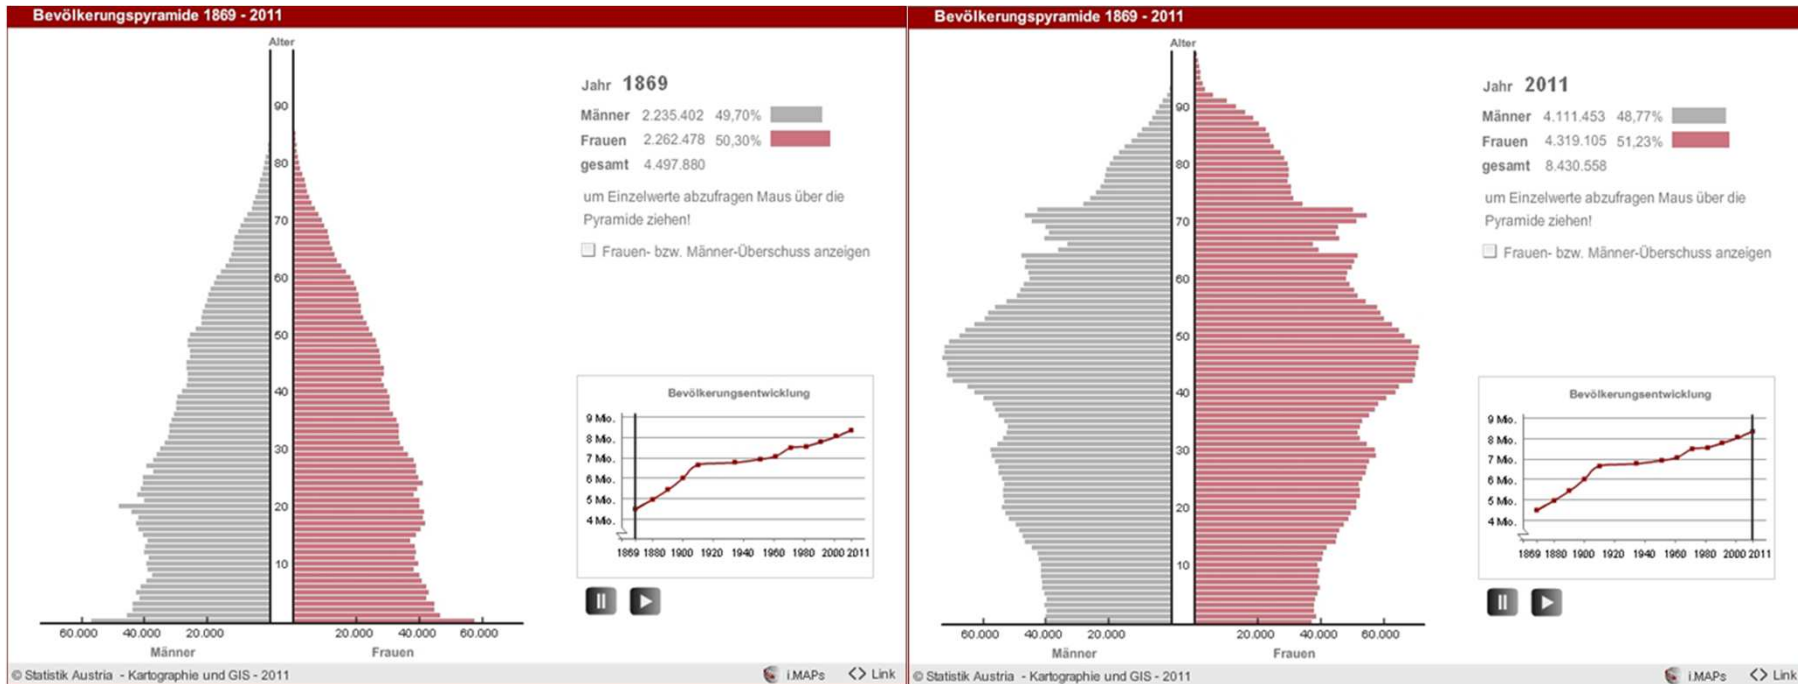 Bevölkerungspyramide 1869 - 2011
Alter
90
80
70
60
50
40
30
20
10
60.000 40.000 20.000 20.000 40.000 60.000
Männer Frauen
Jahr 1869
Männer 2.235.402 49,70%
Frauen 2.262.478 50,30%
gesamt 4.497.880
um Einzelwerte abzufragen Maus über die
Pyramide ziehen!
Frauen- bzw. Männer-Überschuss anzeigen
Bevölkerungsentwicklung
9 Mio.
8 Mio.
7 Mio.
6 Mio.
5 Mio.
4 Mio.
1869 1880 1900 1920 1940 1960 1980 2000 2011
© Statistik Austria - Kartographie und GIS - 2011
i.MAPs <> Link
Bevölkerungspyramide 1869 - 2011
Alter
90
80
70
60
50
40
30
20
10
60.000 40.000 20.000 20.000 40.000 60.000
Männer Frauen
Jahr 2011
Männer 4.111.453 48,77%
Frauen 4.319.105 51,23%
gesamt 8.430.558
um Einzelwerte abzufragen Maus über die
Pyramide ziehen!
Frauen- bzw. Männer-Überschuss anzeigen
Bevölkerungsentwicklung
9 Mio.
8 Mio.
7 Mio.
6 Mio.
5 Mio.
4 Mio.
1869 1880 1900 1920 1940 1960 1980 2000 2011
© Statistik Austria - Kartographie und GIS - 2011
i.MAPs <> Link